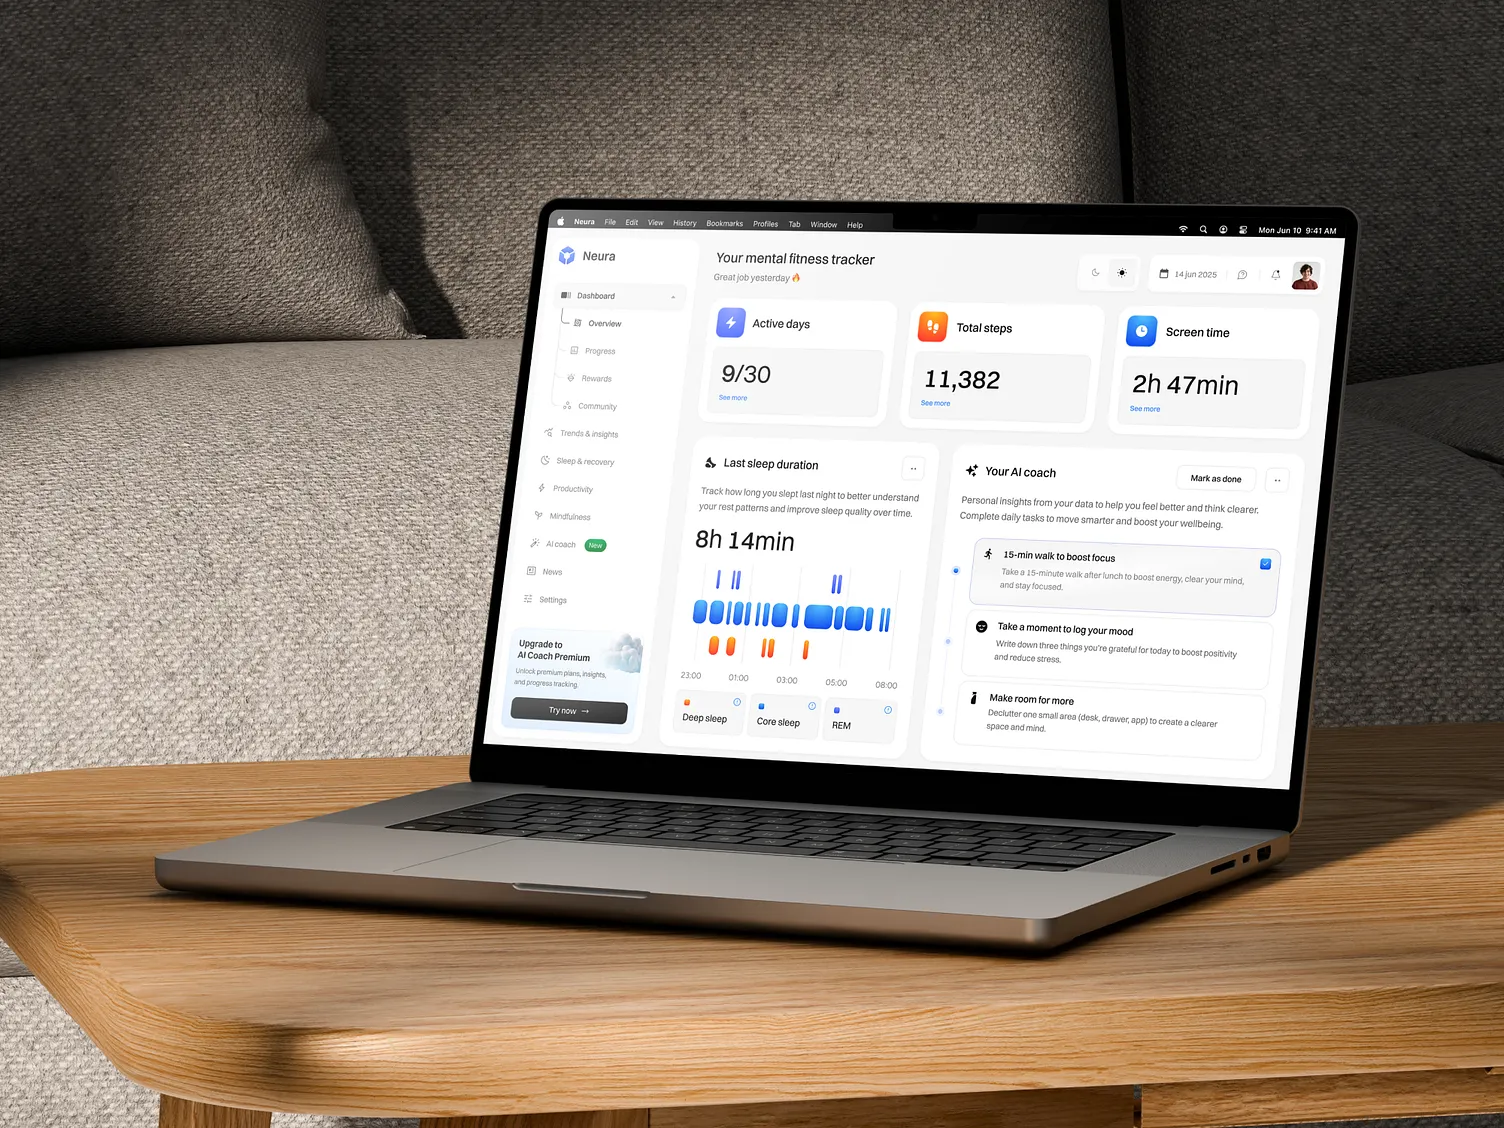 Neura File Edit View History Bookmarks Profiles Tab Window Help
Mon Jun 10 9:41 AM
Neura
Dashboard
Overview
Progress
Rewards
Community
Trends & insights
Sleep & recovery
Productivity
Mindfulness
AI coach New
News
Settings
Upgrade to
AI Coach Premium
Unlock premium plans, insights,
and progress tracking.
Try now →
Your mental fitness tracker
Great job yesterday 🔥
14 jun 2025
Active days
9/30
See more
Total steps
11,382
See more
Screen time
2h 47min
See more
Last sleep duration
Track how long you slept last night to better understand
your rest patterns and improve sleep quality over time.
8h 14min
23:00 01:00 03:00 05:00 08:00
Deep sleep
Core sleep
REM
Your AI coach
Mark as done
Personal insights from your data to help you feel better and think clearer.
Complete daily tasks to move smarter and boost your wellbeing.
15-min walk to boost focus
Take a 15-minute walk after lunch to boost energy, clear your mind,
and stay focused.
Take a moment to log your mood
Write down three things you're grateful for today to boost positivity
and reduce stress.
Make room for more
Declutter one small area (desk, drawer, app) to create a clearer
space and mind.